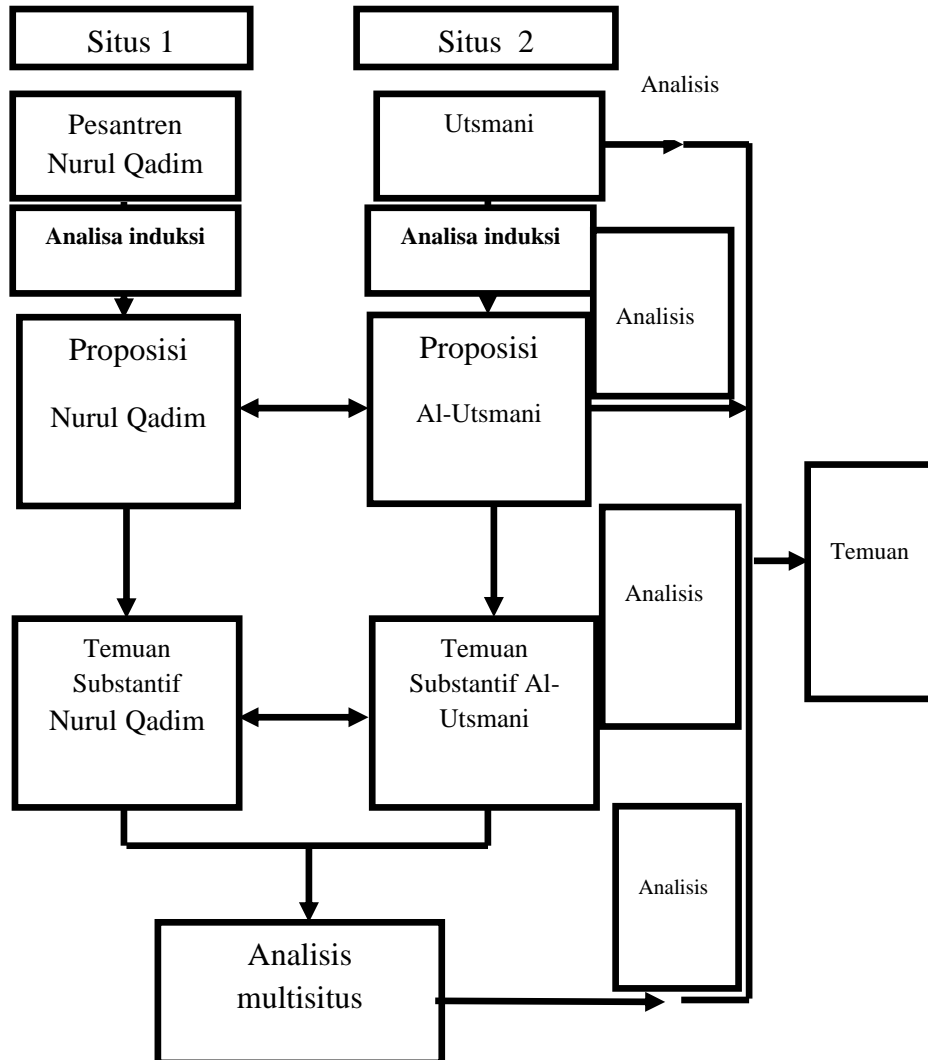 Situs 1
Situs 2
Analisis
Pesantren
Nurul Qadim
Utsmani
Analisa induksi
Analisa induksi
Analisis
Proposisi
Nurul Qadim
Proposisi
Al-Utsmani
Temuan
Analisis
Temuan
Substantif
Nurul Qadim
Temuan
Substantif Al-
Utsmani
Analisis
Analisis
multisitus